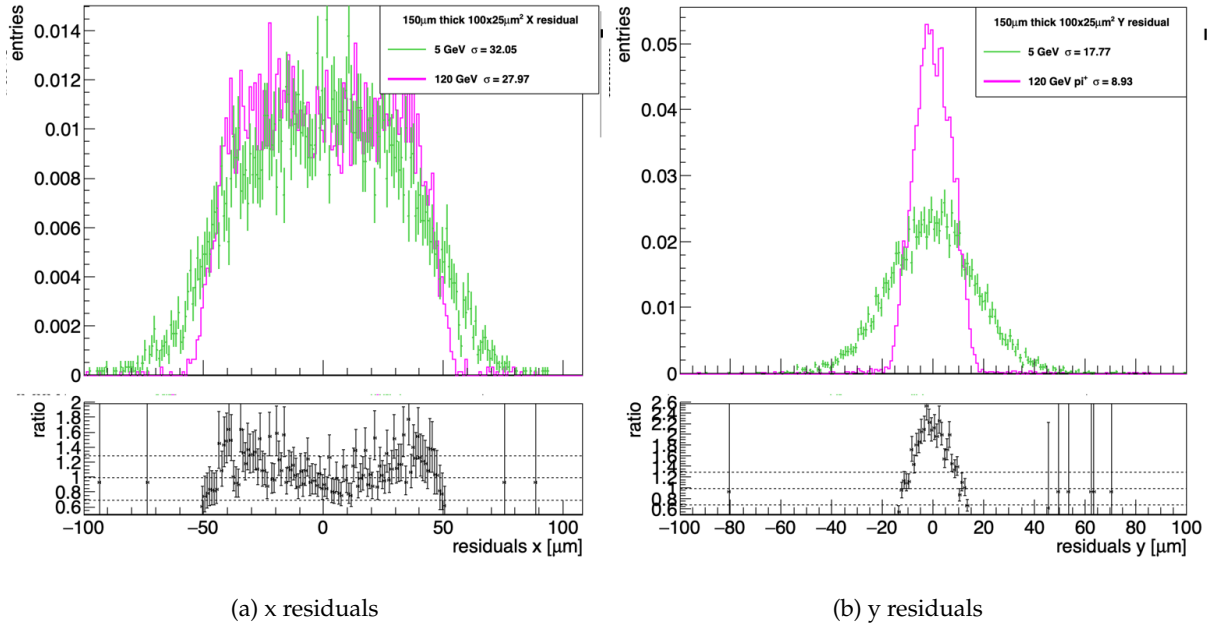 entries
0.014
0.012
0.01
0.008
0.006
0.004
0.002
0
150μm thick 100x25μm² X residual
5 GeV σ = 32.05
120 GeV σ = 27.97
ratio
2
1.8
1.6
1.4
1.2
1
0.8
0.6
−100 −50 0 50 100
residuals x [μm]
(a) x residuals
entries
0.05
0.04
0.03
0.02
0.01
0
150μm thick 100x25μm² Y residual
5 GeV σ = 17.77
120 GeV pi⁺ σ = 8.93
ratio
2.6
2.4
2.2
2
1.8
1.6
1.4
1.2
1
0.8
0.6
−100 −80 −60 −40 −20 0 20 40 60 80 100
residuals y [μm]
(b) y residuals